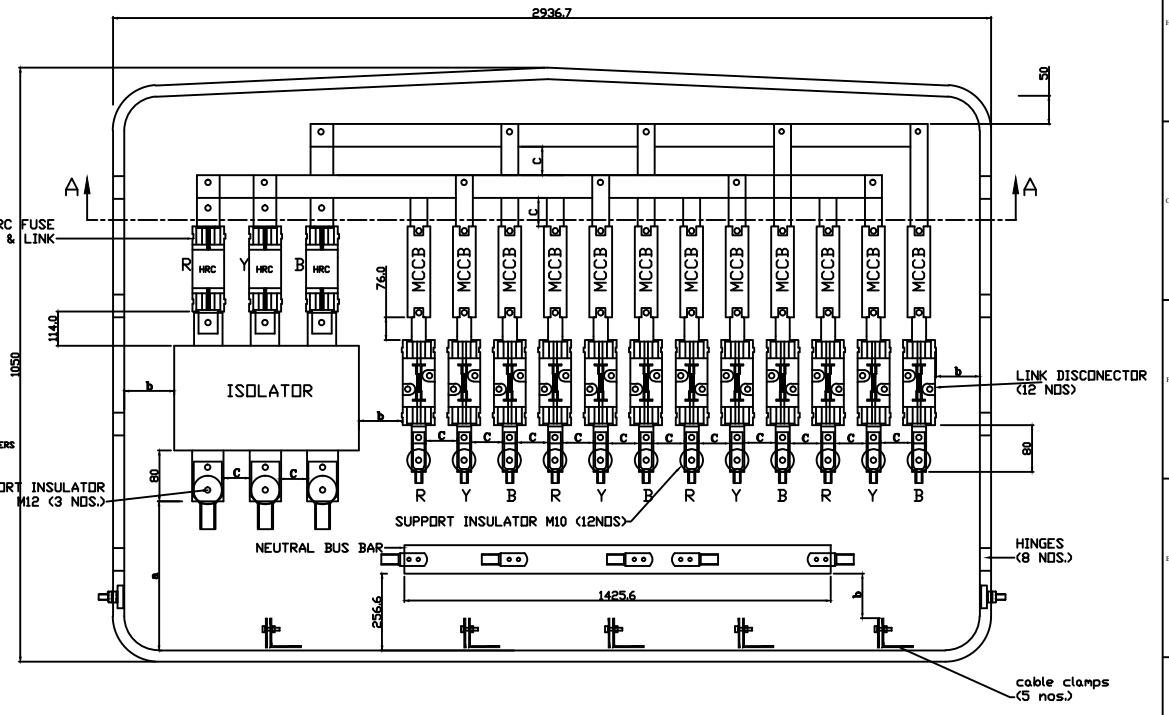 2936.7
50
C
A
A
C
RC FUSE
& LINK
R
HRC
Y
HRC
B
HRC
MCCB
MCCB
MCCB
MCCB
MCCB
MCCB
MCCB
MCCB
MCCB
MCCB
MCCB
MCCB
76.0
114.0
1050
ISOLATOR
b
b
b
LINK DISCONECTOR
(12 NOS)
ERS
C
C
C
C
C
C
C
C
C
C
C
80
80
C
C
ORT INSULATOR
M12 (3 NOS.)
R
Y
B
R
Y
B
R
Y
B
R
Y
B
SUPPORT INSULATOR M10 (12NOS)
NEUTRAL BUS BAR
HINGES
(8 NOS.)
a
256.6
1425.6
b
cable clamps
(5 nos.)